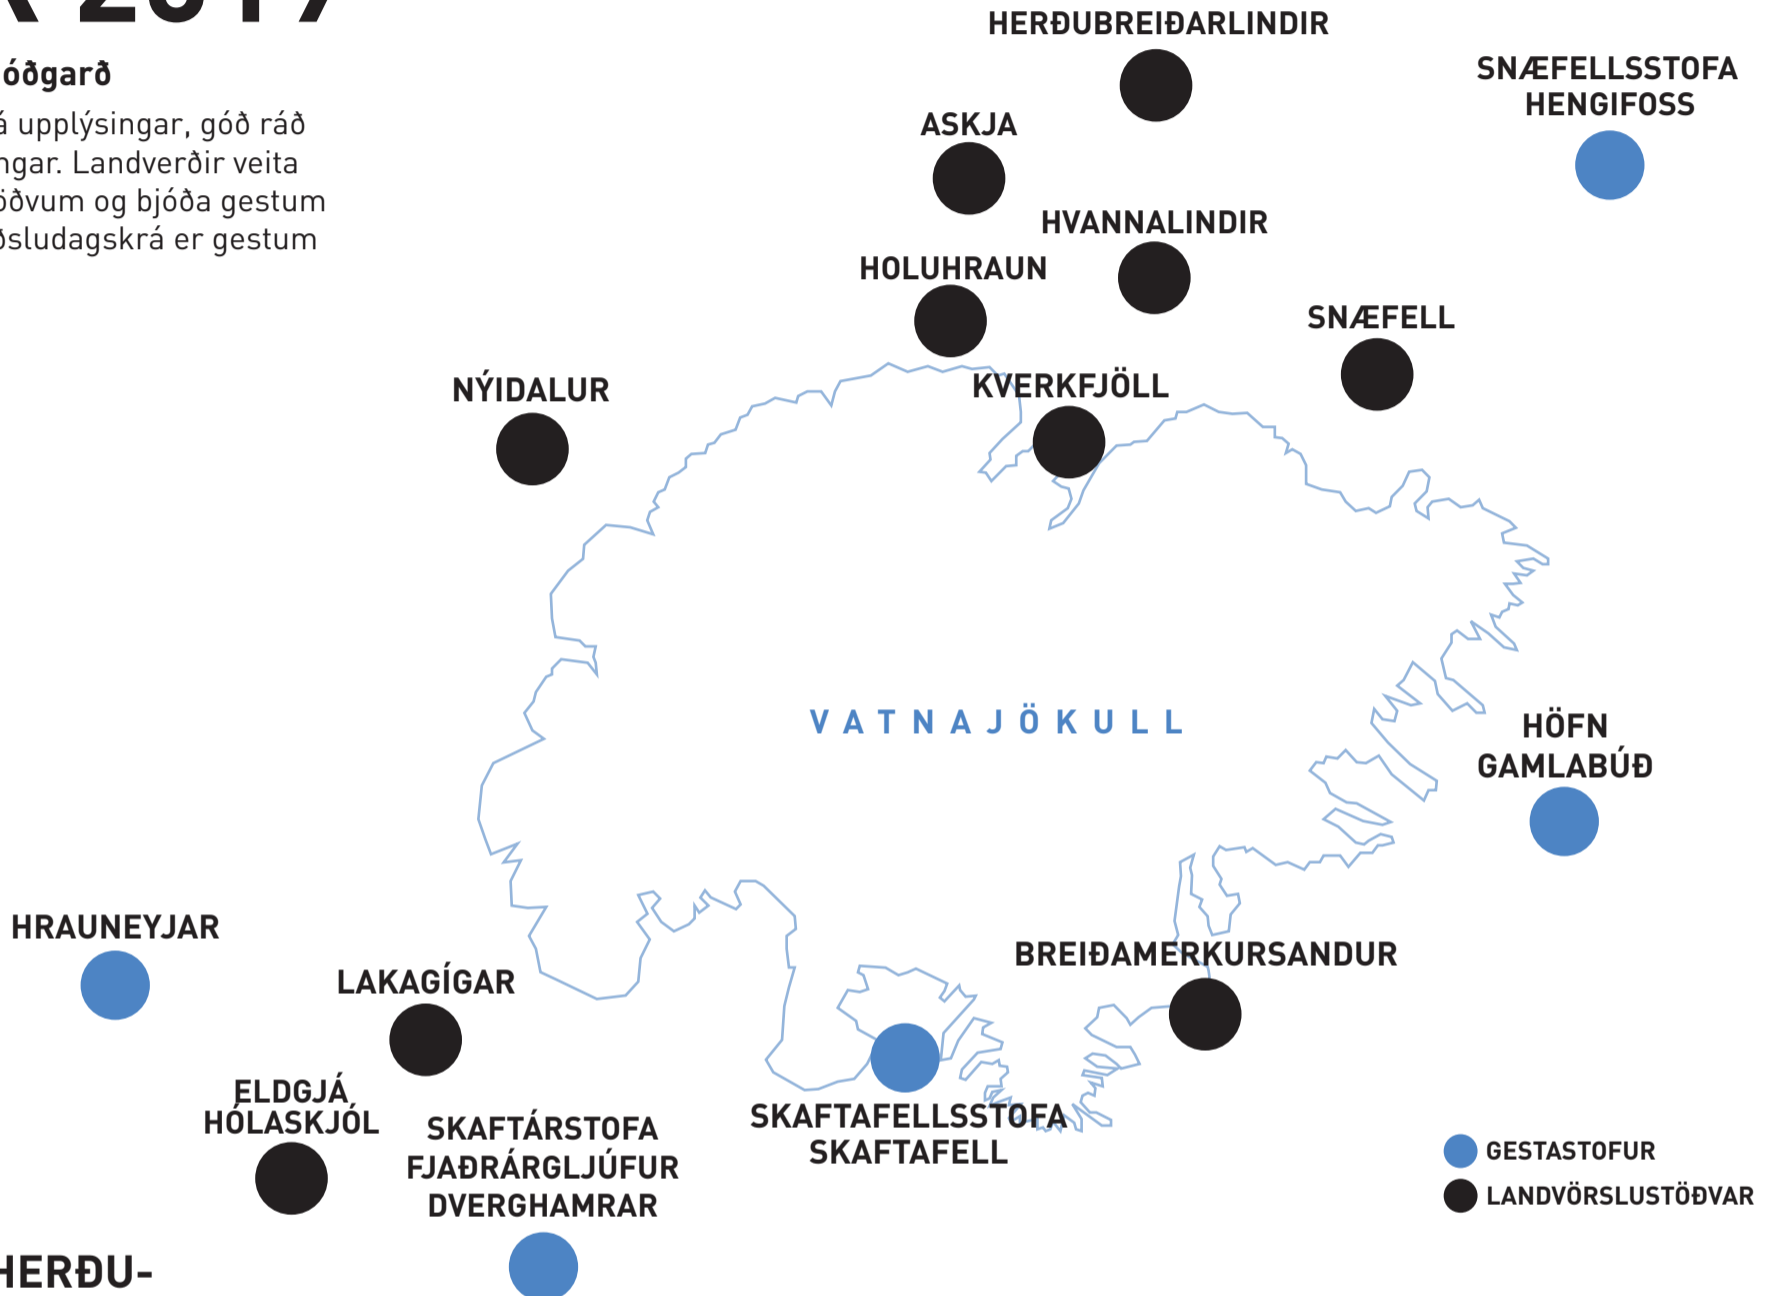 2017
óðgarð
á upplýsingar, góð ráð
ngar. Landverðir veita
öðvum og bjóða gestum
ðsludagskrá er gestum
HERÐUBREIÐARLINDIR
SNÆFELLSSTOFA
HENGIFOSS
ASKJA
HVANNALINDIR
HOLUHRAUN
SNÆFELL
KVERKFJÖLL
NÝIDALUR
VATNAJÖKULL
HÖFN
GAMLABÚÐ
HRAUNEYJAR
BREIÐAMERKURSANDUR
LAKAGÍGAR
ELDGJÁ
HÓLASKJÓL
SKAFTÁRSTOFA
FJAÐRÁRGLJÚFUR
DVERGHAMRAR
SKAFTAFELLSSTOFA
SKAFTAFELL
GESTASTOFUR
LANDVÖRSLUSTÖÐVAR
HERÐU-